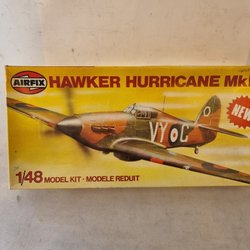 AIRFIX
HAWKER HURRICANE Mk
NEW
VY C
1/48 MODEL KIT · MODELE REDUIT